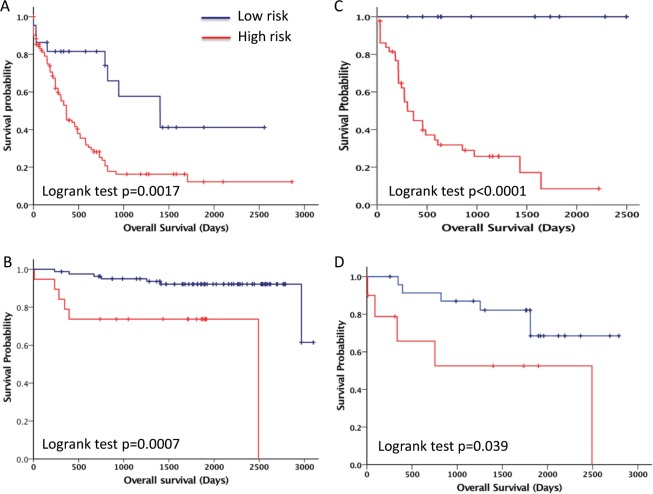 A
Low risk
High risk
Survival probability
1.0
0.8
0.6
0.4
0.2
0.0
Logrank test p=0.0017
0 500 1000 1500 2000 2500 3000
Overall Survival (Days)
C
Survival Ptobability
1.0
0.8
0.6
0.4
0.2
0.0
Logrank test p<0.0001
0 500 1000 1500 2000 2500
Overall Survival (Days)
B
Survival Probability
1.0
0.8
0.6
0.4
0.2
0.0
Logrank test p=0.0007
0 500 1000 1500 2000 2500 3000
Overall survival (Days)
D
Survival Probability
1.0
0.8
0.6
0.4
0.2
0.0
Logrank test p=0.039
0 500 1000 1500 2000 2500 3000
Overall Survival (Days)